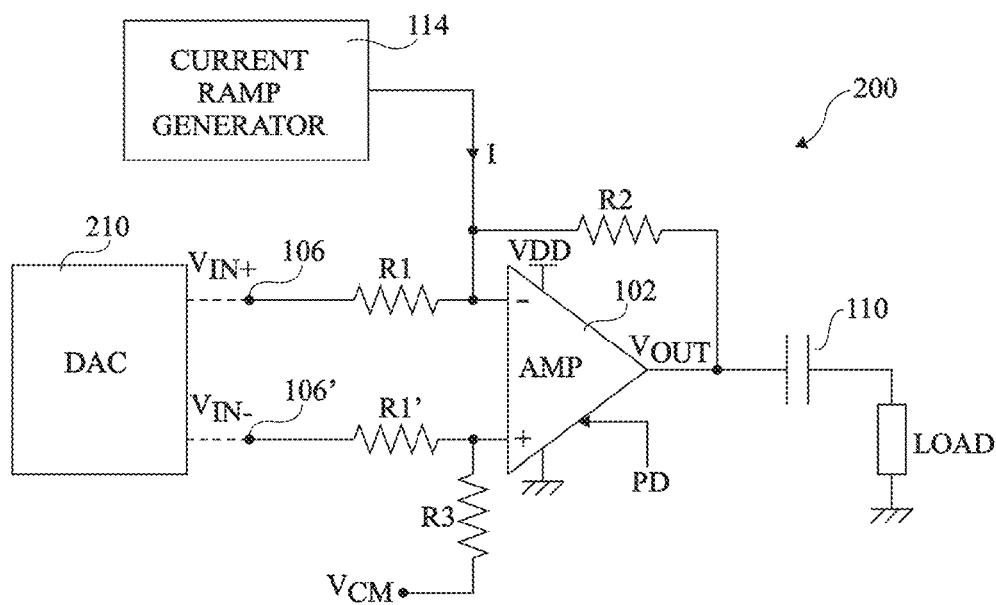 114
CURRENT
RAMP
GENERATOR
200
I
R2
210
VIN+
106
R1
VDD
-
102
110
DAC
AMP
VOUT
VIN-
106'
R1'
+
LOAD
PD
R3
VCM